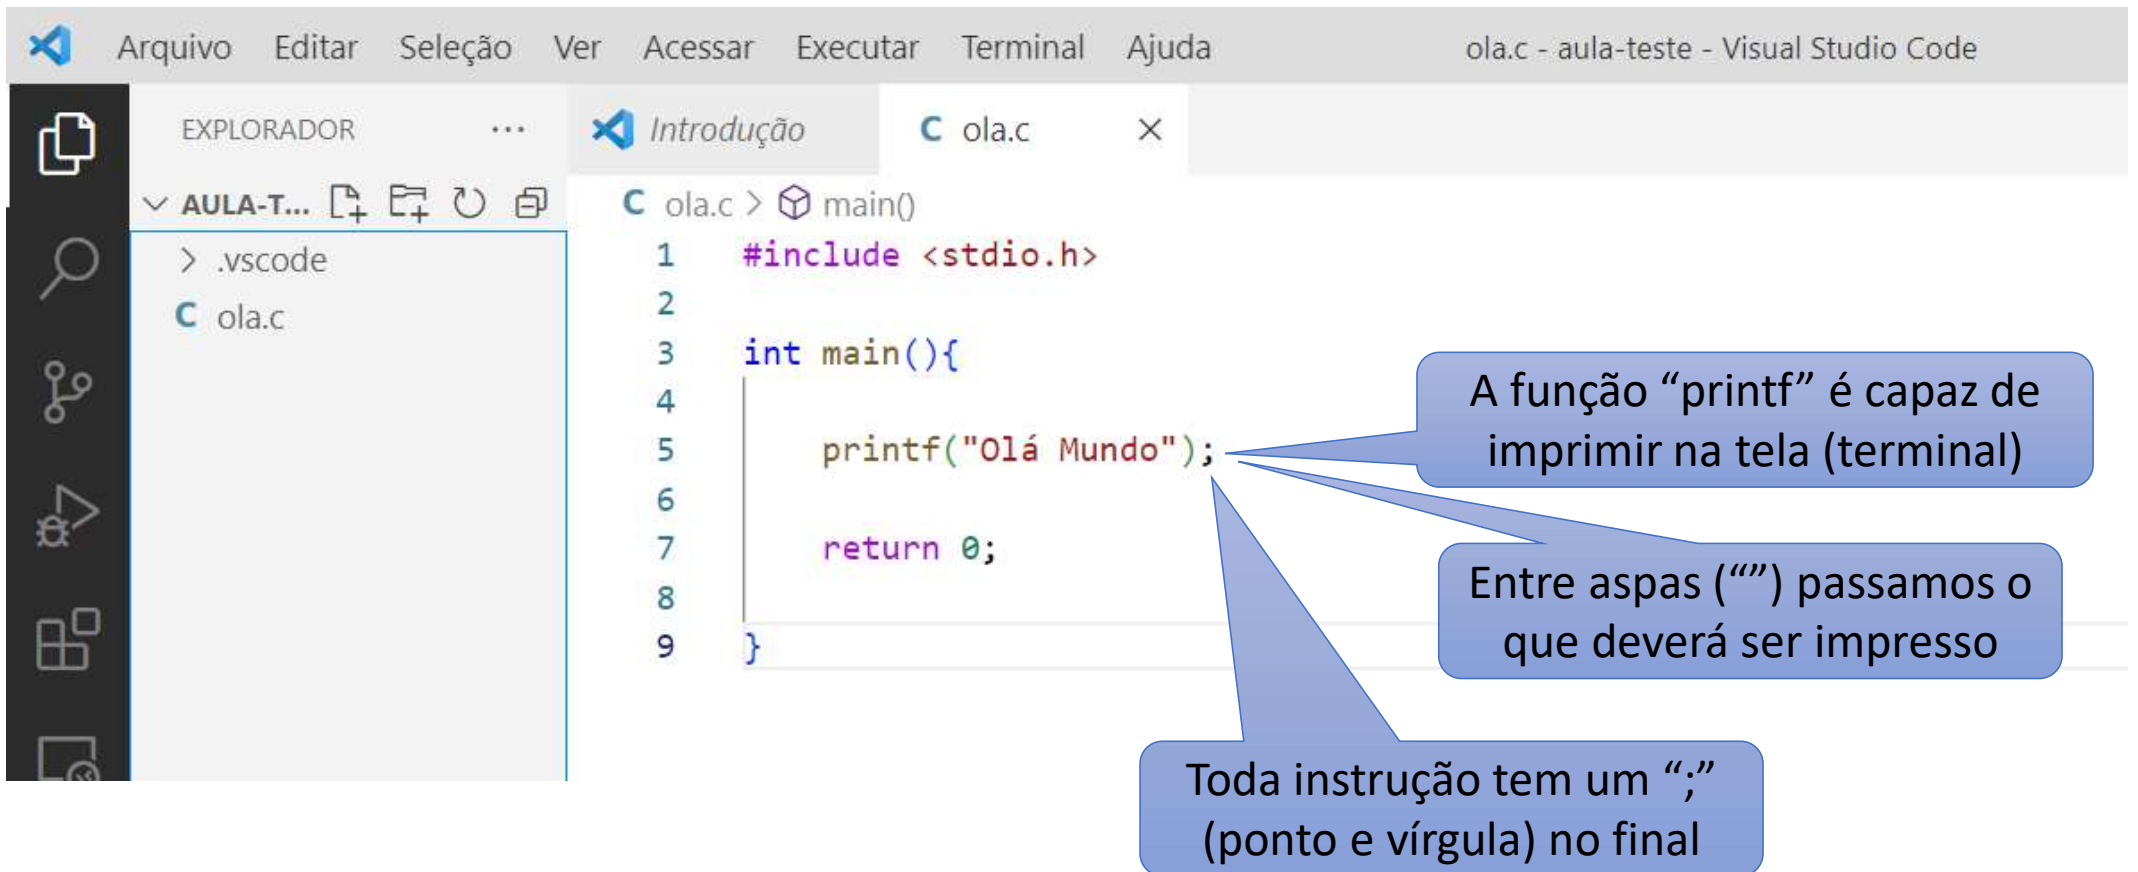 Arquivo Editar Seleção Ver Acessar Executar Terminal Ajuda ola.c - aula-teste - Visual Studio Code
EXPLORADOR ...
Introdução
C ola.c ×
AULA-T...
> .vscode
C ola.c
C ola.c > main()
1 #include <stdio.h>
2
3 int main(){
4
5 printf("Olá Mundo");
6
7 return 0;
8
9 }
A função “printf” é capaz de
imprimir na tela (terminal)
Entre aspas (“”) passamos o
que deverá ser impresso
Toda instrução tem um “;”
(ponto e vírgula) no final